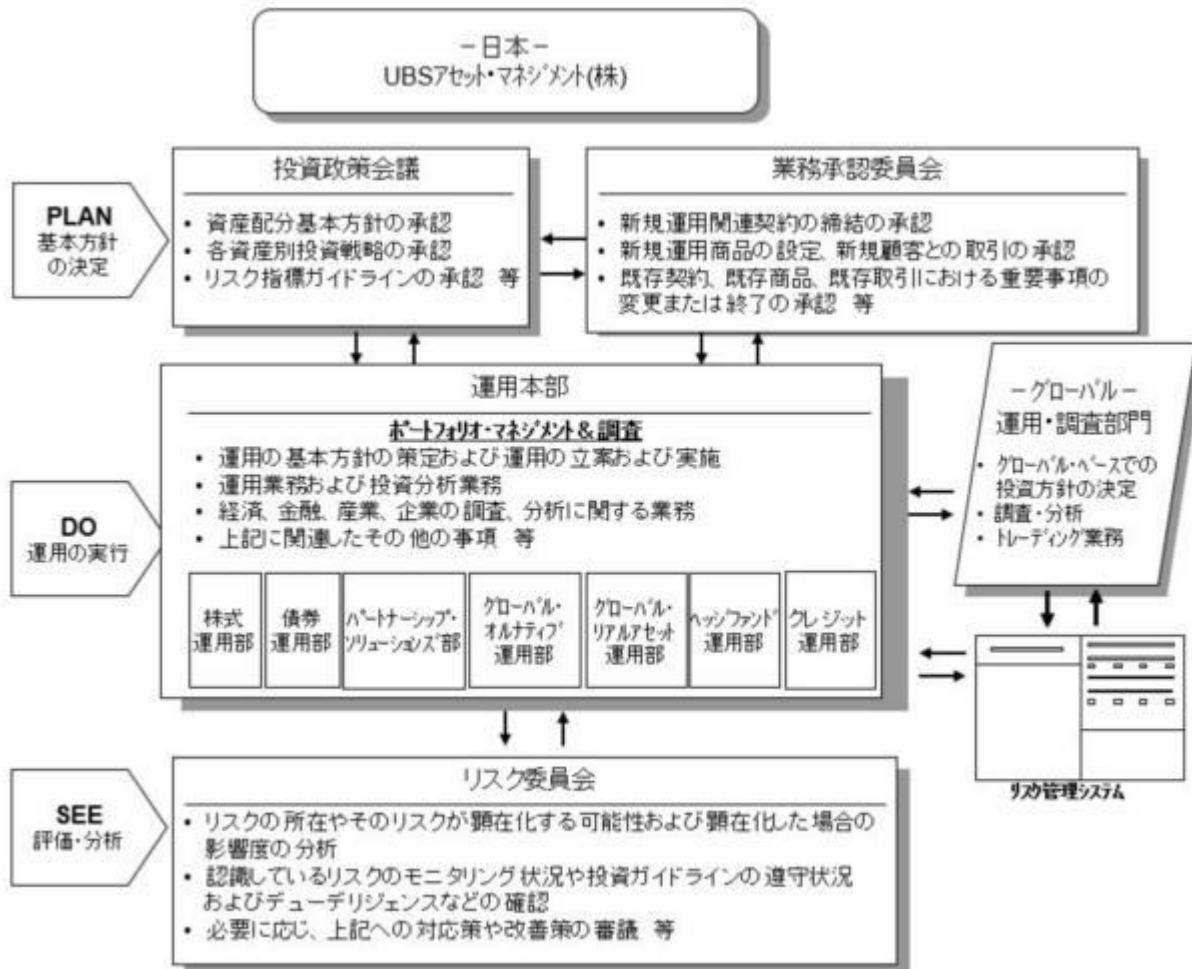 －日本－
UBSアセット・マネジメント(株)
投資政策会議
・ 資産配分基本方針の承認
・ 各資産別投資戦略の承認
・ リスク指標ガイドラインの承認 等
業務承認委員会
・ 新規運用関連契約の締結の承認
・ 新規運用商品の設定、新規顧客との取引の承認
・ 既存契約、既存商品、既存取引における重要事項の
変更または終了の承認 等
PLAN
基本方針
の決定
運用本部
ポートフォリオ・マネジメント＆調査
・ 運用の基本方針の策定および運用の立案および実施
・ 運用業務および投資分析業務
・ 経済、金融、産業、企業の調査、分析に関する業務
・ 上記に関連したその他の事項 等
DO
運用の実行
株式
運用部
債券
運用部
パートナーシップ・
ソリューションズ部
グローバル・
オルナティブ
運用部
グローバル・
リアルアセット
運用部
ヘッジファンド
運用部
クレジット
運用部
－グローバル－
運用・調査部門
・ グローバル・ベースでの
投資方針の決定
・ 調査・分析
・ トレーディング業務
リスク管理システム
SEE
評価・分析
リスク委員会
・ リスクの所在やそのリスクが顕在化する可能性および顕在化した場合の
影響度の分析
・ 認識しているリスクのモニタリング状況や投資ガイドラインの遵守状況
およびデューデリジェンスなどの確認
・ 必要に応じ、上記への対応策や改善策の審議 等